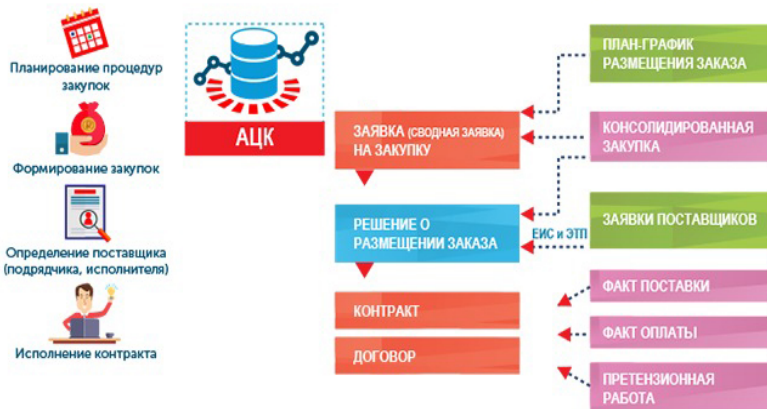 Планирование процедур
закупок
Формирование закупок
Определение поставщика
(подрядчика, исполнителя)
Исполнение контракта
АЦК
ЗАЯВКА (СВОДНАЯ ЗАЯВКА)
НА ЗАКУПКУ
РЕШЕНИЕ О
РАЗМЕЩЕНИИ ЗАКАЗА
ЕИС и ЭТП
КОНТРАКТ
ДОГОВОР
ПЛАН-ГРАФИК
РАЗМЕЩЕНИЯ ЗАКАЗА
КОНСОЛИДИРОВАННАЯ
ЗАКУПКА
ЗАЯВКИ ПОСТАВЩИКОВ
ФАКТ ПОСТАВКИ
ФАКТ ОПЛАТЫ
ПРЕТЕНЗИОННАЯ
РАБОТА